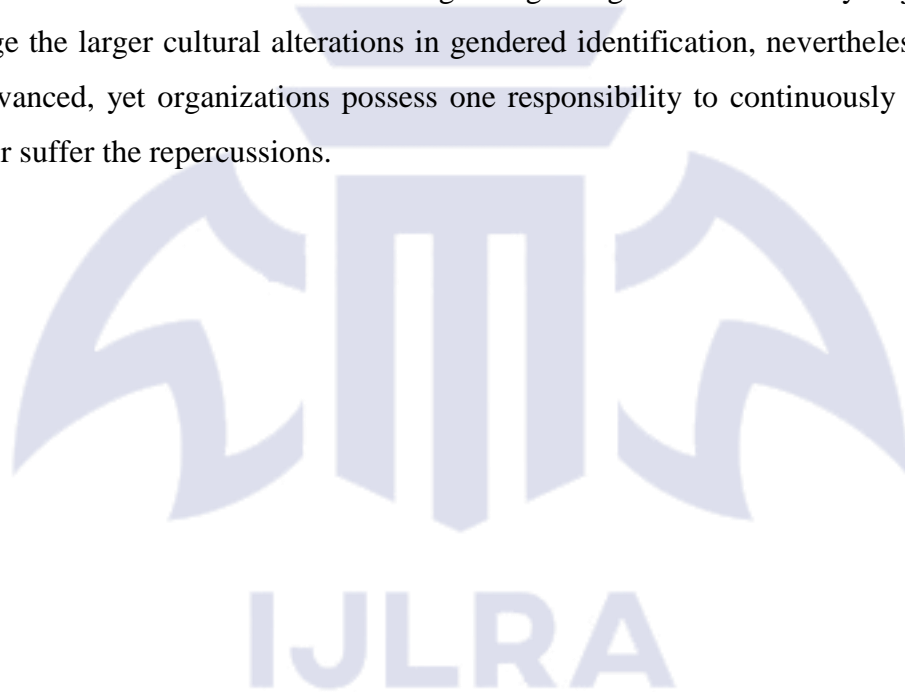 ge the larger cultural alterations in gendered identification, nevertheles
vanced, yet organizations possess one responsibility to continuously
r suffer the repercussions.
IJLRA